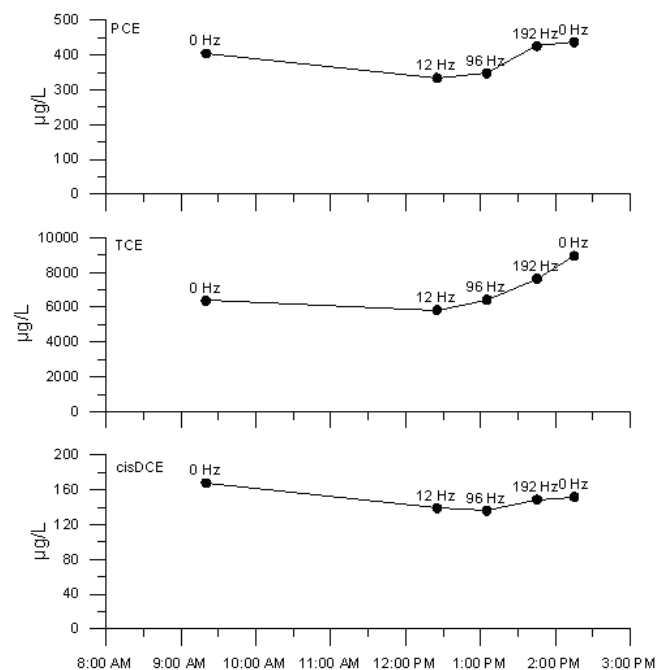 500
PCE
0 Hz
192 Hz
0 Hz
400
12 Hz
96 Hz
300
µg/L
200
100
0
10000
TCE
0 Hz
8000
192 Hz
0 Hz
12 Hz
96 Hz
6000
µg/L
4000
2000
0
200
cisDCE
0 Hz
160
12 Hz
96 Hz
192 Hz
0 Hz
120
µg/L
80
40
0
8:00 AM 9:00 AM 10:00 AM 11:00 AM 12:00 PM 1:00 PM 2:00 PM 3:00 PM